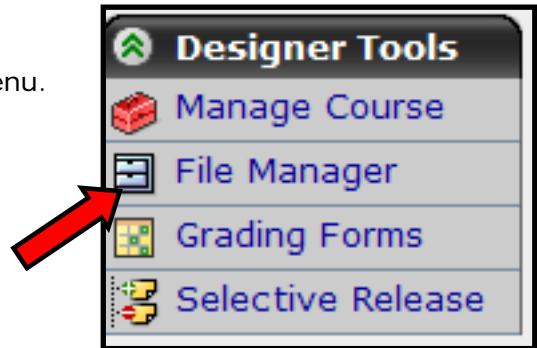 Designer Tools
enu.
Manage Course
File Manager
Grading Forms
Selective Release